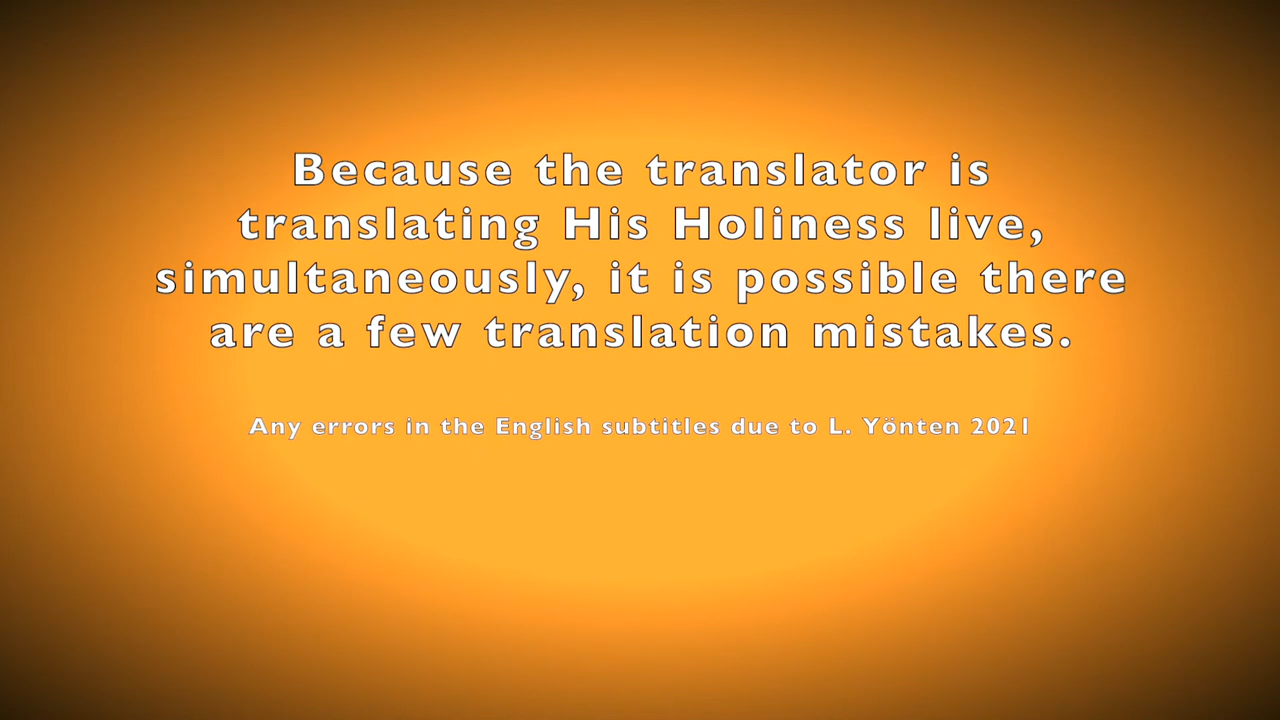 Because the translator is
translating His Holiness live,
simultaneously, it is possible there
are a few translation mistakes.
Any errors in the English subtitles due to L. Yönten 2021